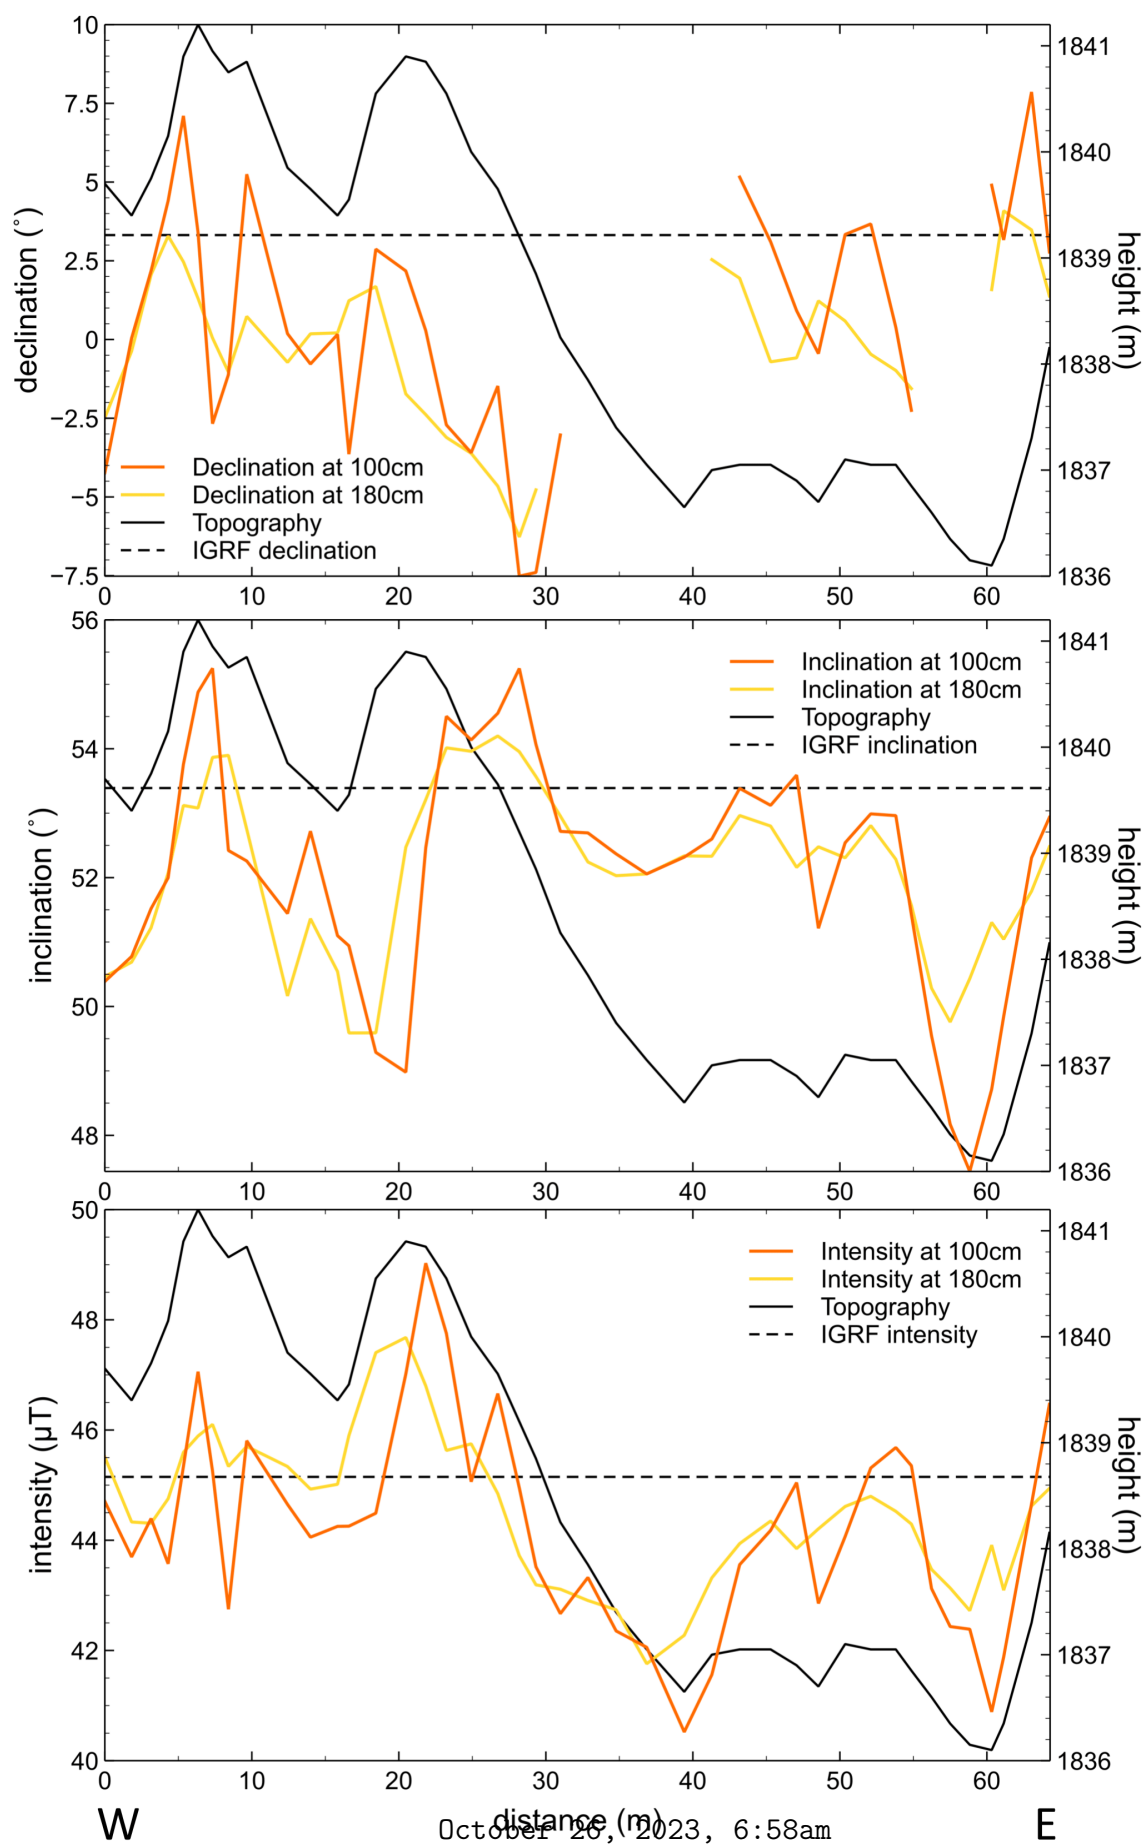 10
7.5
5
2.5
0
−2.5
−5
−7.5
declination (°)
1841
1840
1839
1838
1837
1836
height (m)
Declination at 100cm
Declination at 180cm
Topography
IGRF declination
0 10 20 30 40 50 60
56
54
52
50
48
inclination (°)
1841
1840
1839
1838
1837
1836
height (m)
Inclination at 100cm
Inclination at 180cm
Topography
IGRF inclination
0 10 20 30 40 50 60
50
48
46
44
42
40
intensity (μT)
1841
1840
1839
1838
1837
1836
height (m)
Intensity at 100cm
Intensity at 180cm
Topography
IGRF intensity
0 10 20 30 40 50 60
W distance (m) E
October 26, 2023, 6:58am